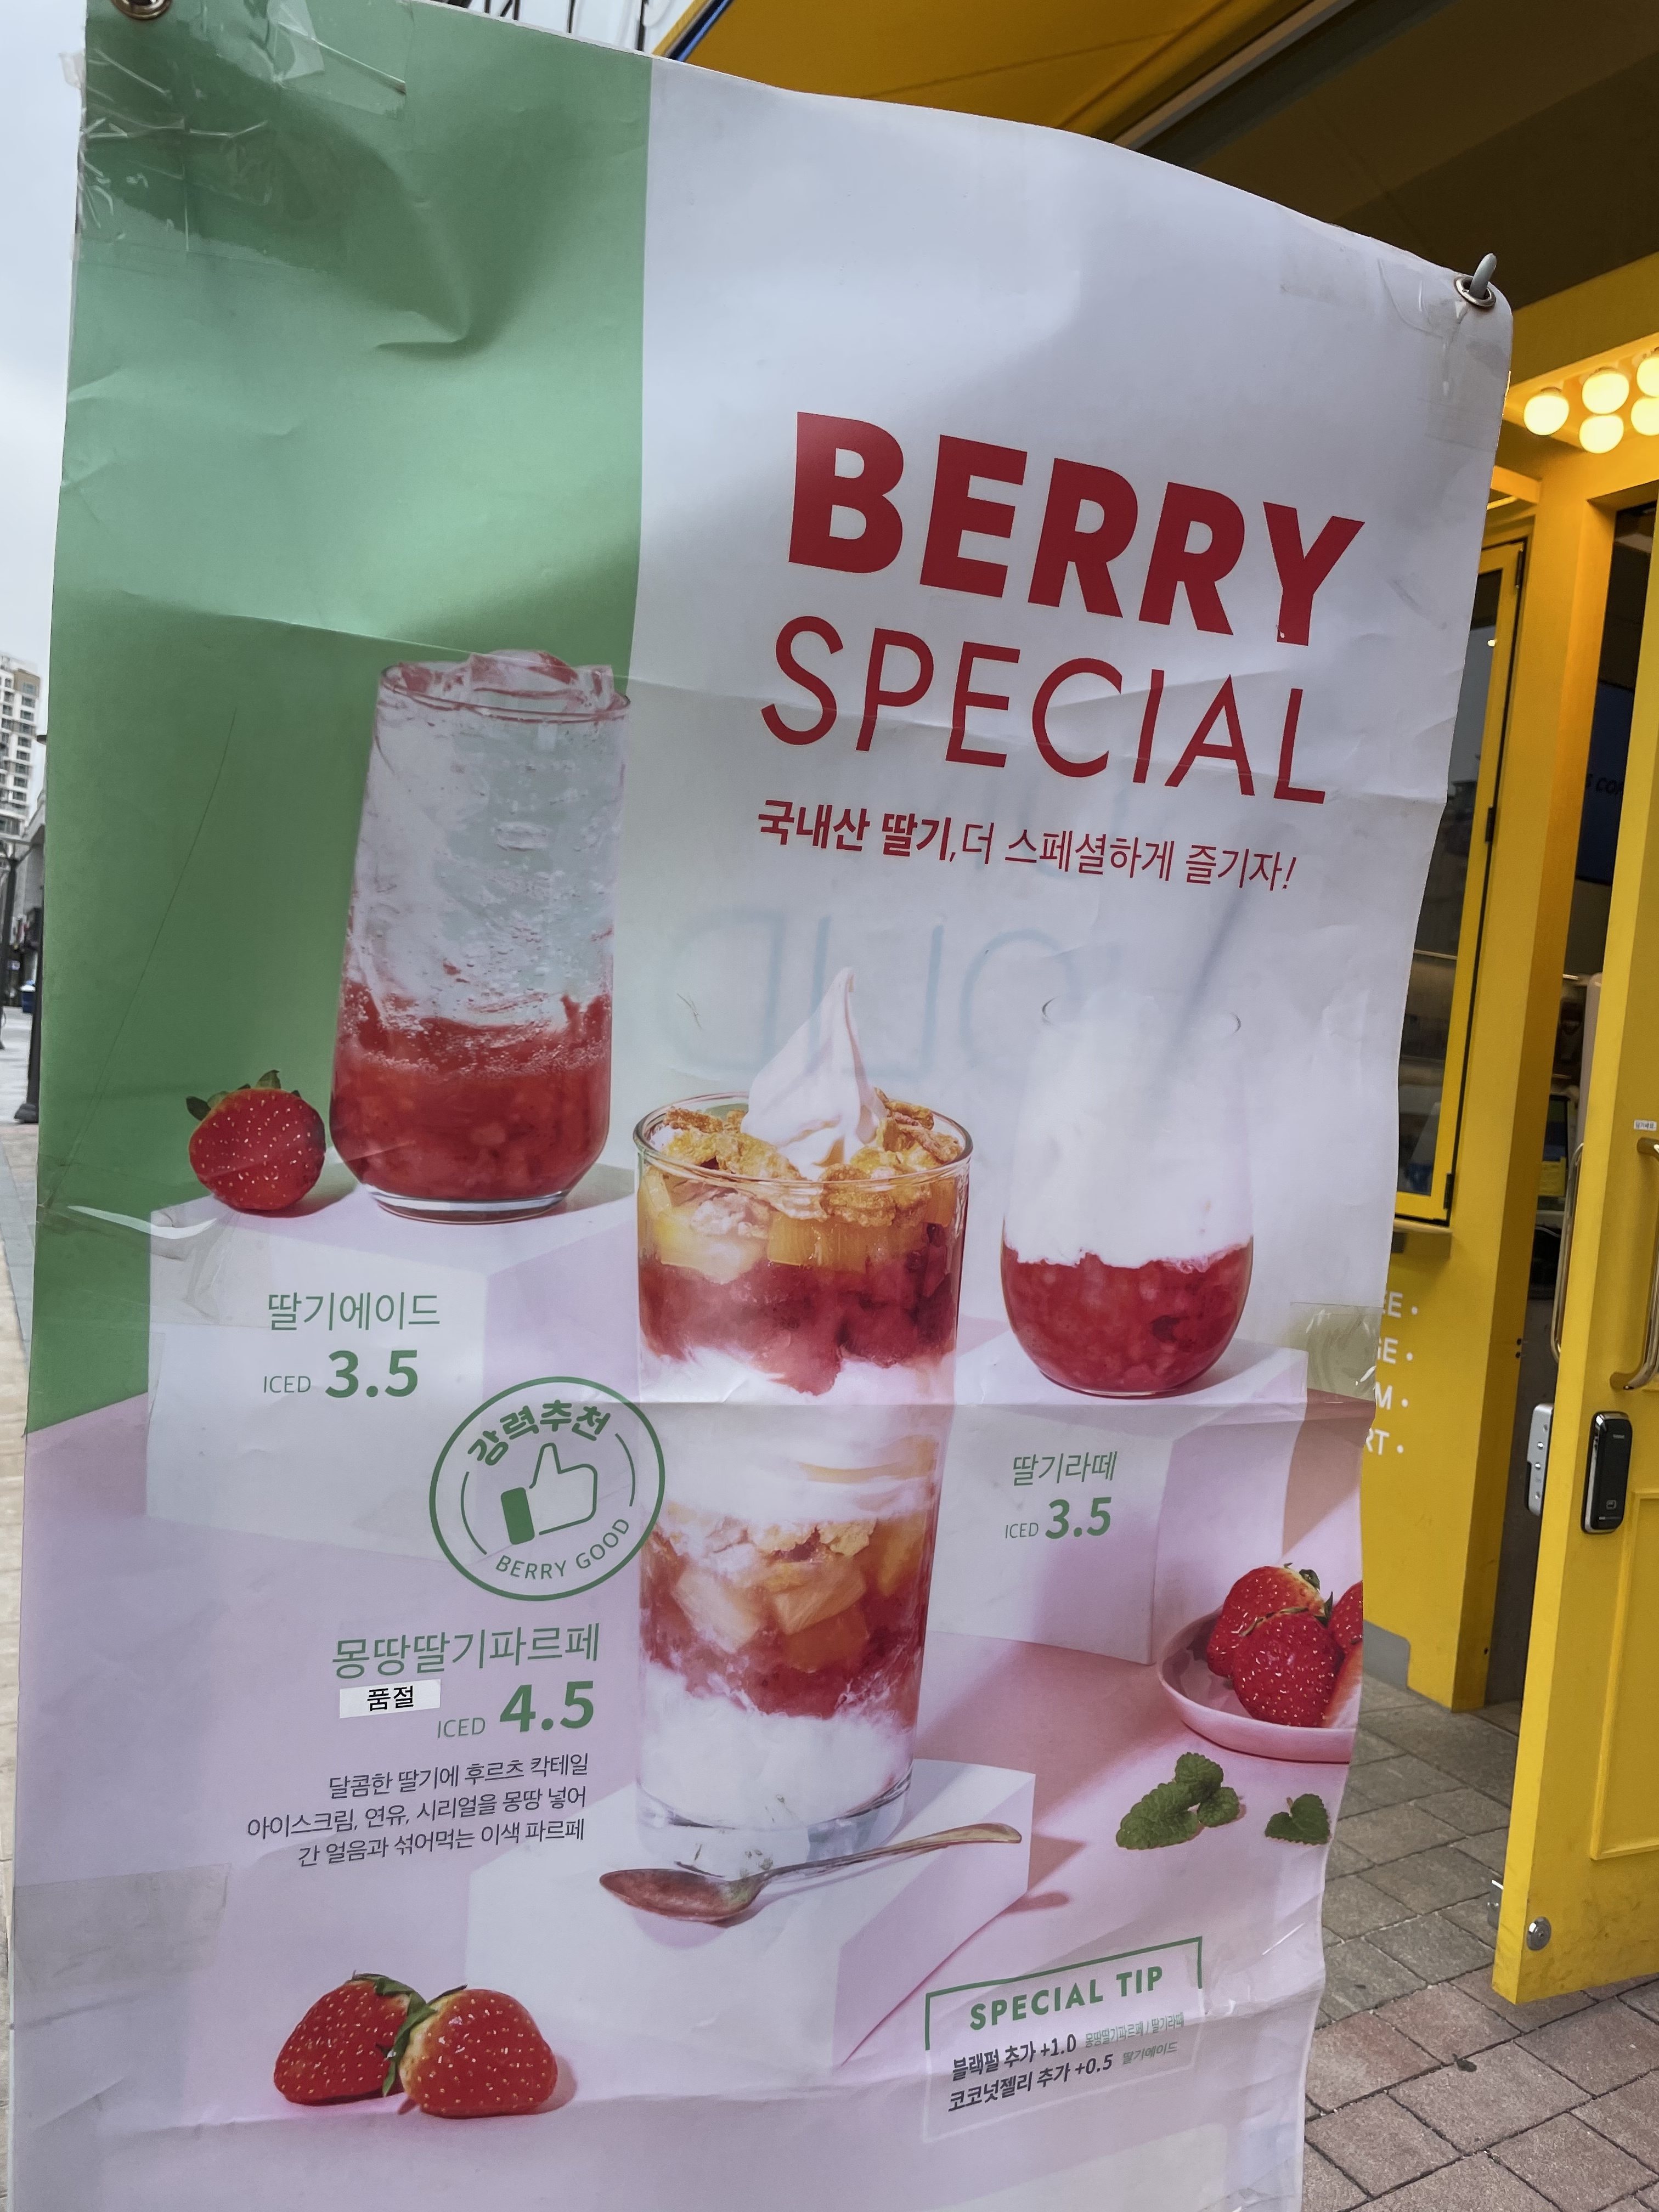 BERRY
SPECIAL
국내산 딸기, 더 스페셜하게 즐기자!
딸기에이드
ICED 3.5
강력추천
BERRY GOOD
딸기라떼
ICED 3.5
몽땅딸기파르페
품절
ICED 4.5
달콤한 딸기에 후르츠 칵테일
아이스크림, 연유, 시리얼을 몽땅 넣어
간 얼음과 섞어먹는 이색 파르페
SPECIAL TIP
블랙펄 추가 +1.0 몽땅딸기파르페 | 딸기라떼
코코넛젤리 추가 +0.5 딸기에이드